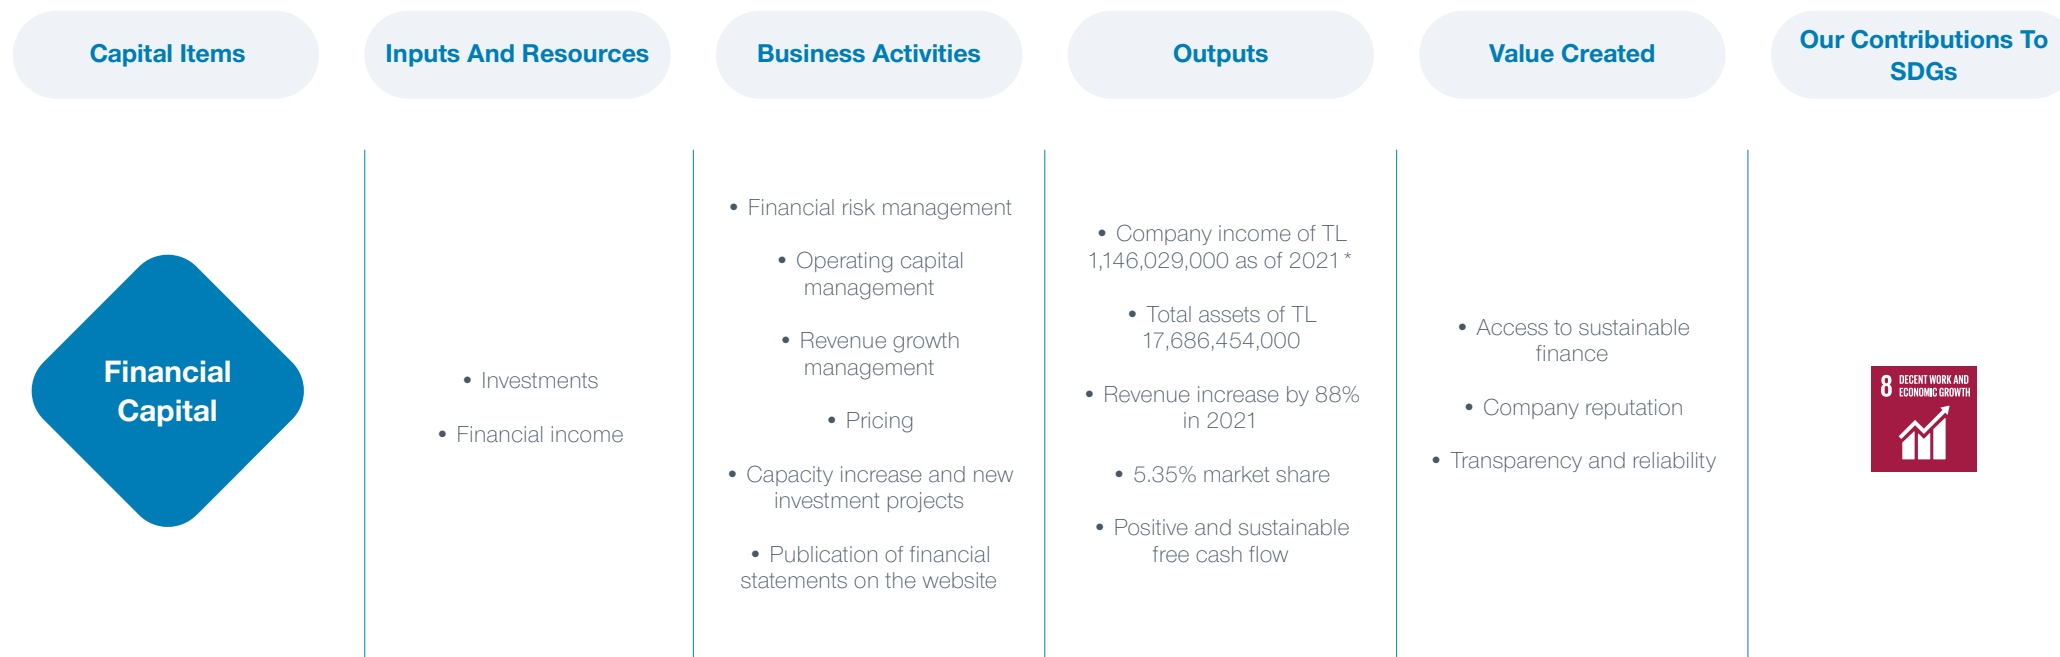 Capital Items
Inputs And Resources
Business Activities
Outputs
Value Created
Our Contributions To
SDGs
Financial
Capital
• Investments
• Financial income
• Financial risk management
• Operating capital
management
• Revenue growth
management
• Pricing
• Capacity increase and new
investment projects
• Publication of financial
statements on the website
• Company income of TL
1,146,029,000 as of 2021 *
• Total assets of TL
17,686,454,000
• Revenue increase by 88%
in 2021
• 5.35% market share
• Positive and sustainable
free cash flow
• Access to sustainable
finance
• Company reputation
• Transparency and reliability
8 DECENT WORK AND
ECONOMIC GROWTH